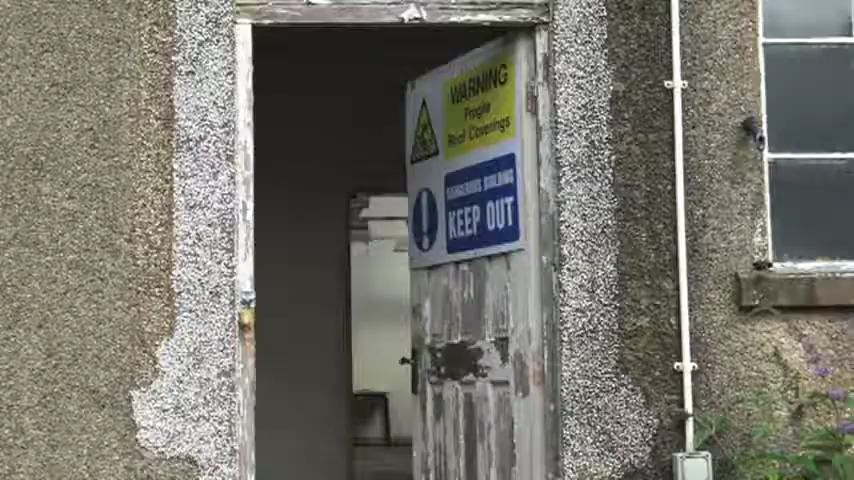 WARNING
Fragile
Roof Coverings
DANGEROUS BUILDING
KEEP OUT